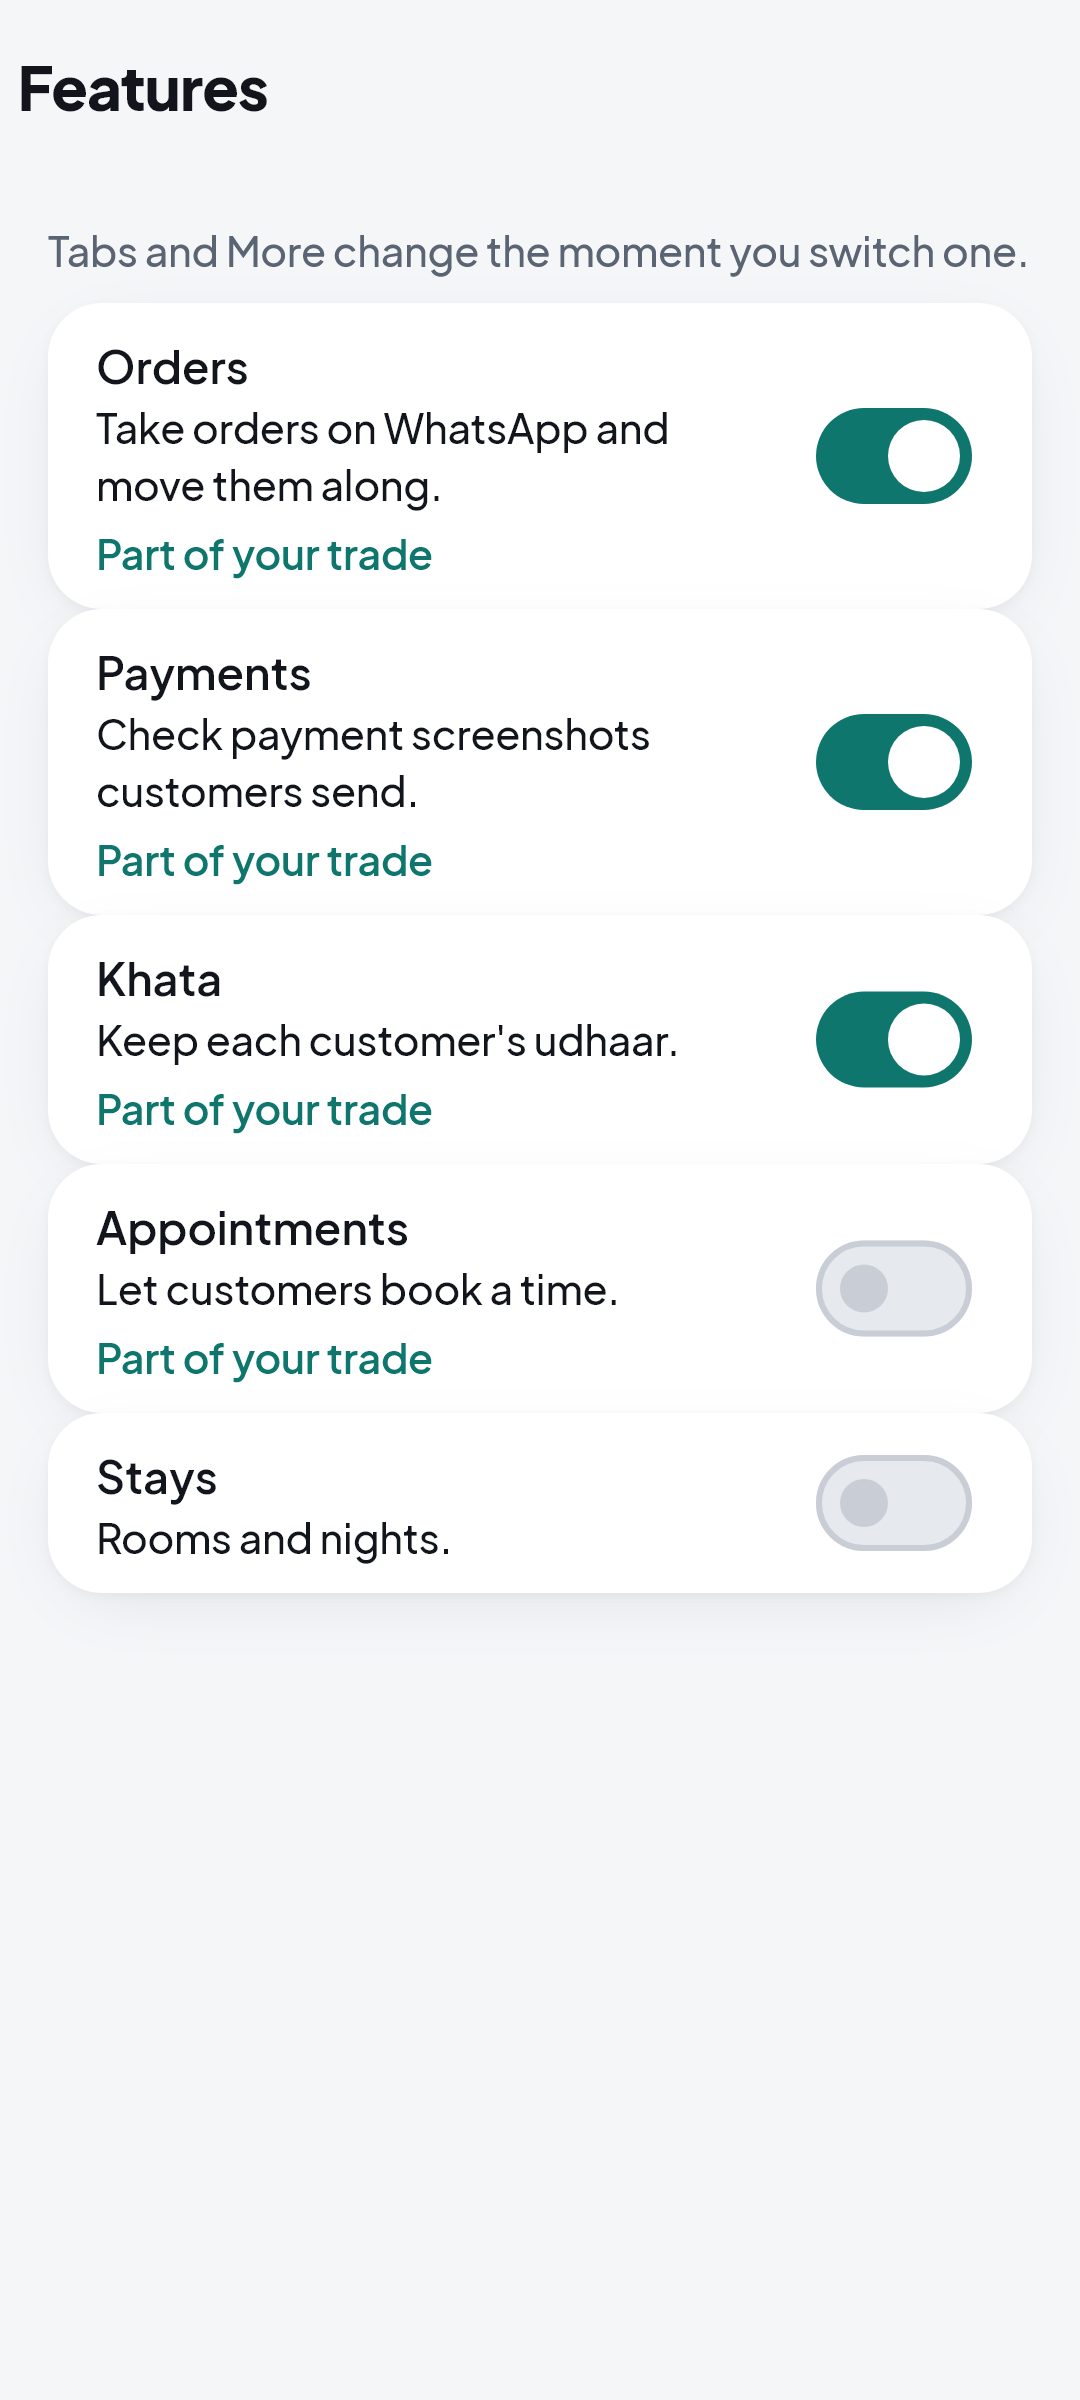 Features
Tabs and More change the moment you switch one.
Orders
Take orders on WhatsApp and
move them along.
Part of your trade
Payments
Check payment screenshots
customers send.
Part of your trade
Khata
Keep each customer's udhaar.
Part of your trade
Appointments
Let customers book a time.
Part of your trade
Stays
Rooms and nights.